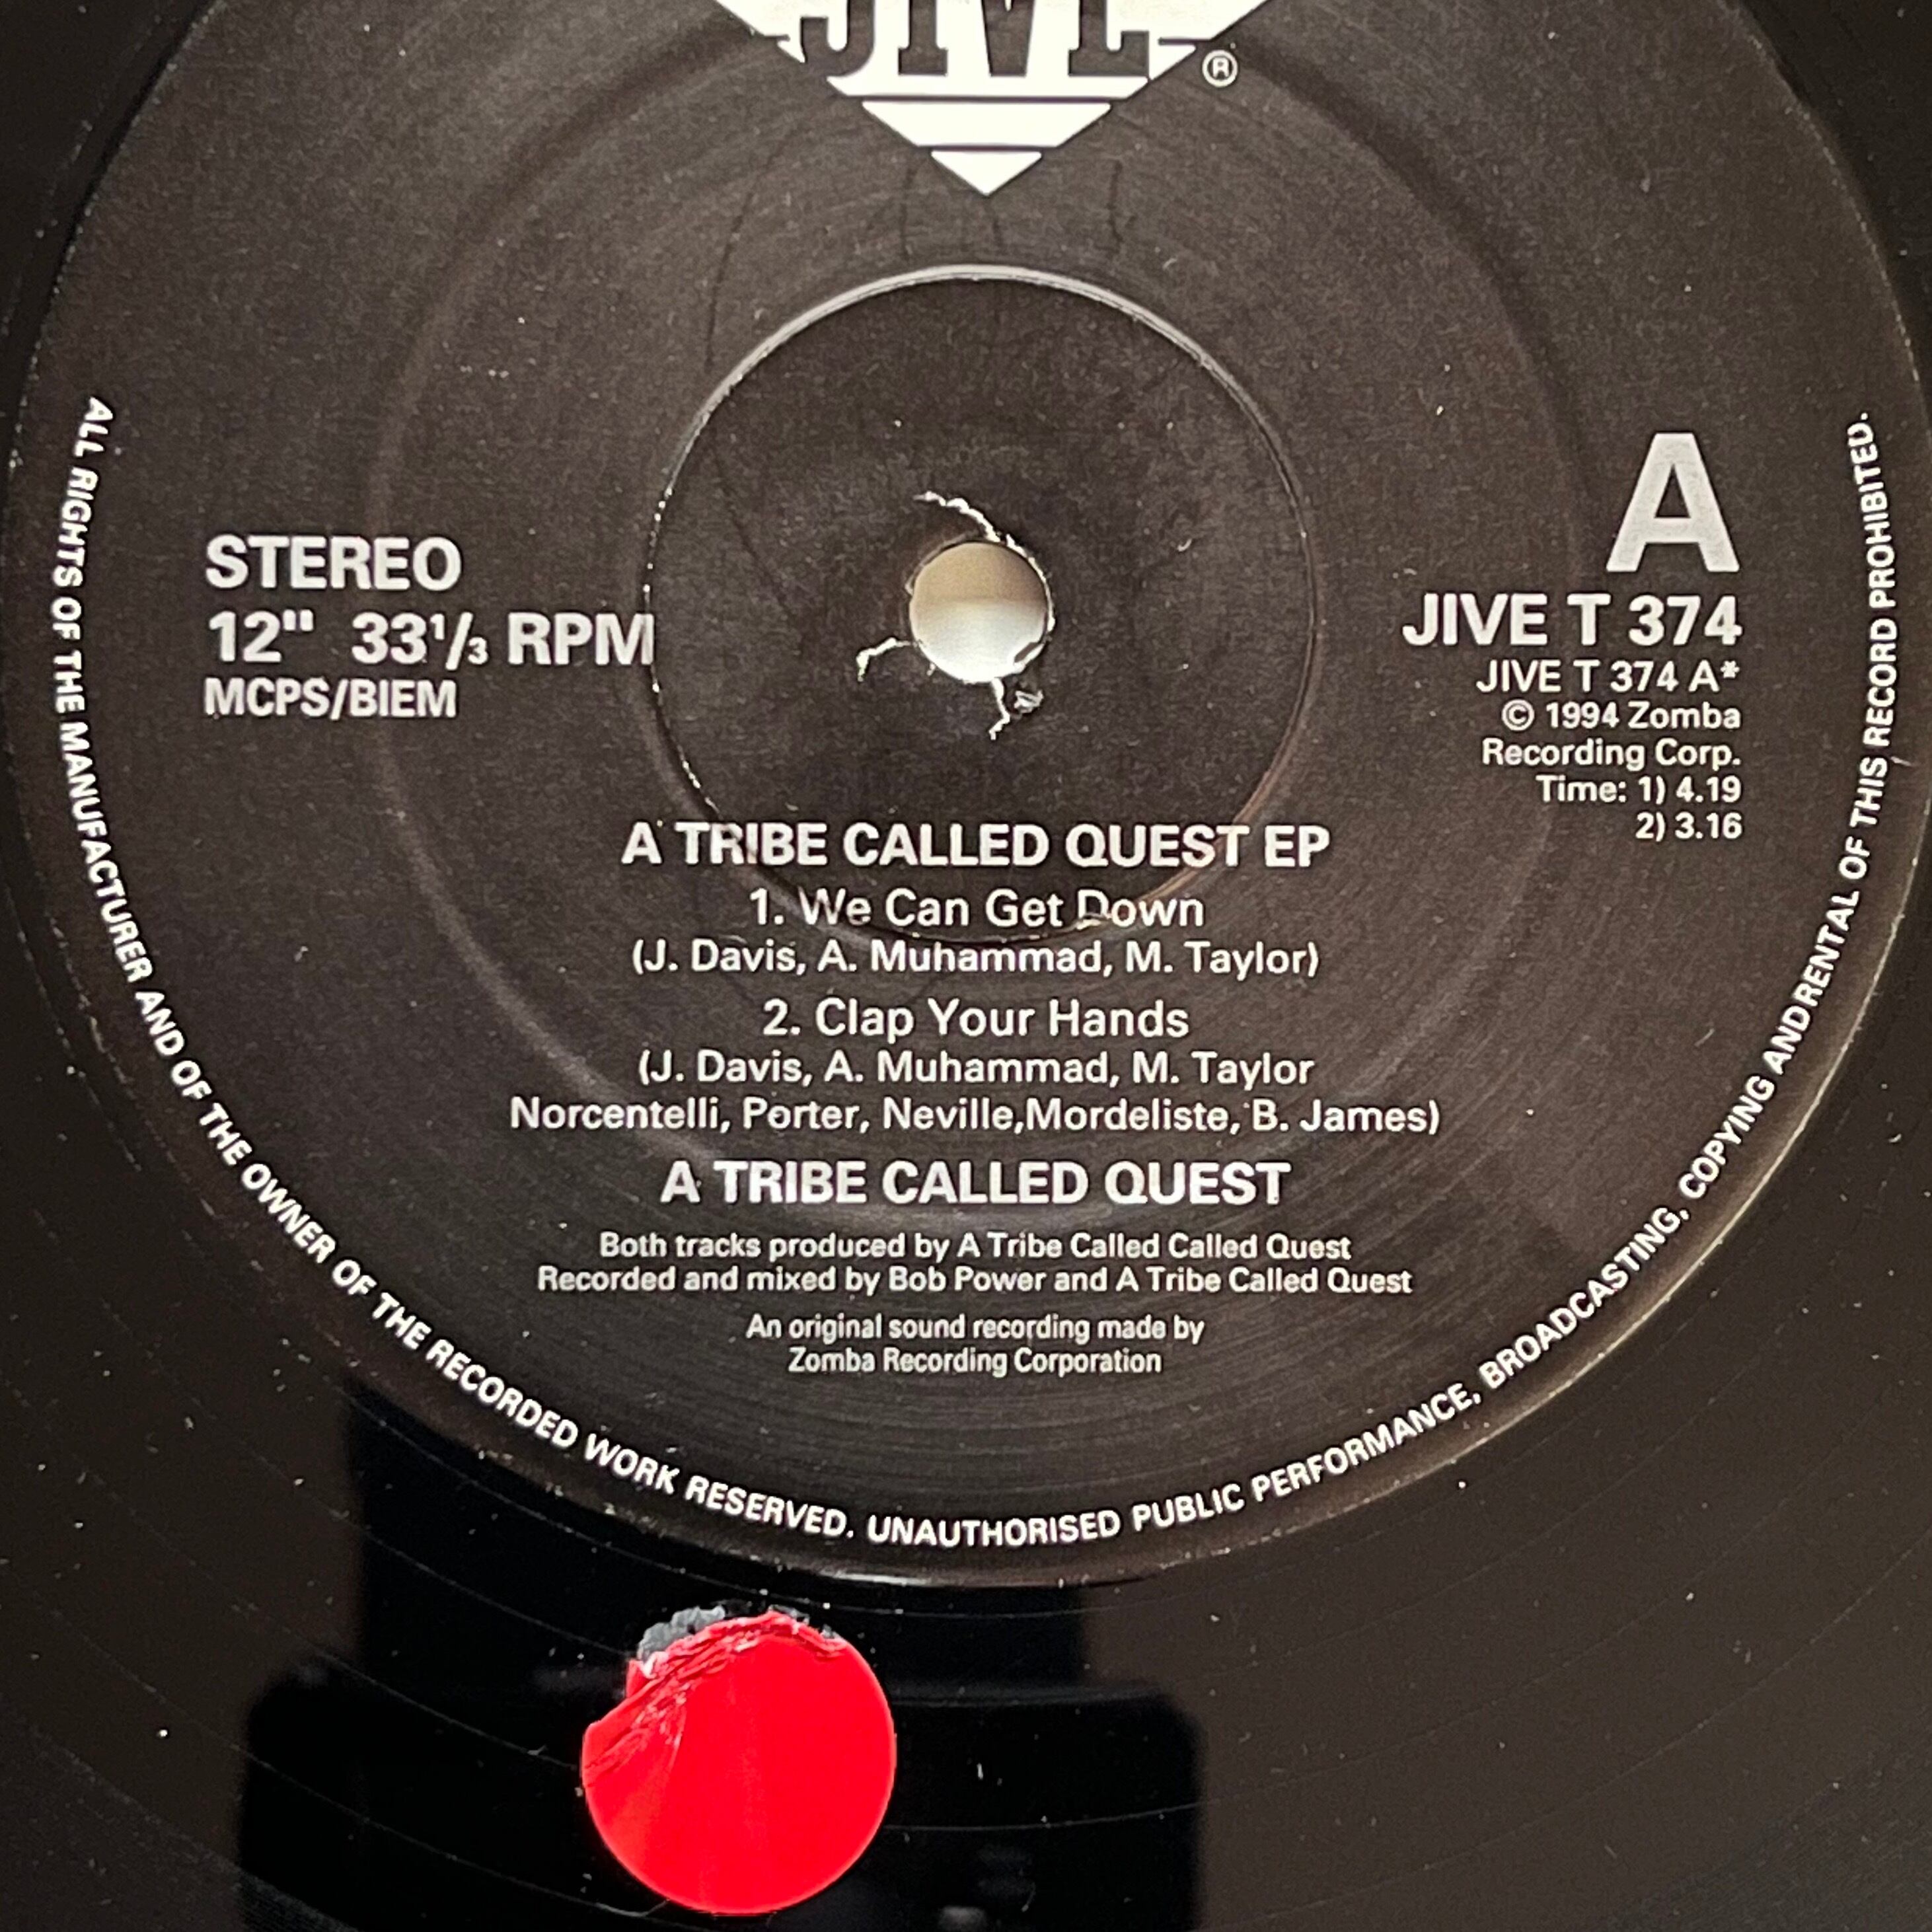 JIVE
®
A
STEREO
12" 33⅓ RPM
MCPS/BIEM
JIVE T 374
JIVE T 374 A*
© 1994 Zomba
Recording Corp.
Time: 1) 4.19
2) 3.16
A TRIBE CALLED QUEST EP
1. We Can Get Down
(J. Davis, A. Muhammad, M. Taylor)
2. Clap Your Hands
(J. Davis, A. Muhammad, M. Taylor
Norcentelli, Porter, Neville,Mordeliste, B. James)
A TRIBE CALLED QUEST
Both tracks produced by A Tribe Called Called Quest
Recorded and mixed by Bob Power and A Tribe Called Quest
An original sound recording made by
Zomba Recording Corporation
ALL RIGHTS OF THE MANUFACTURER AND OF THE OWNER OF THE RECORDED WORK RESERVED. UNAUTHORISED PUBLIC PERFORMANCE, BROADCASTING, COPYING AND RENTAL OF THIS RECORD PROHIBITED.